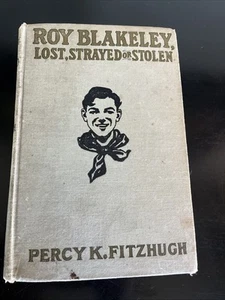 ROY BLAKELEY,
LOST, STRAYED OR STOLEN
PERCY K. FITZHUGH